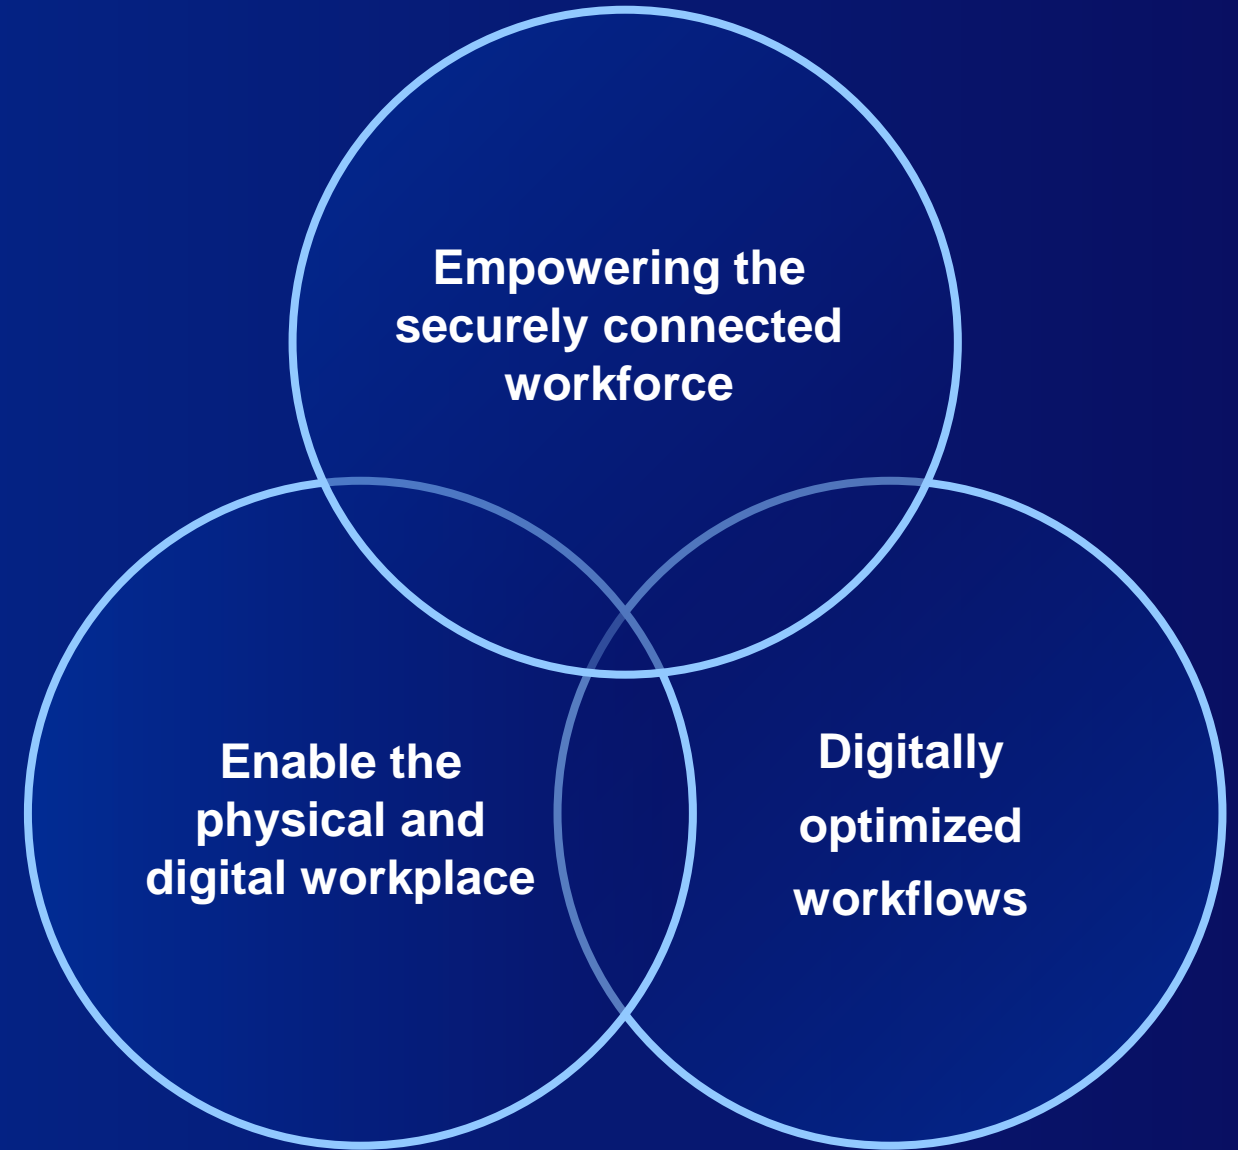 Empowering the
securely connected
workforce
Enable the
physical and
digital workplace
Digitally
optimized
workflows